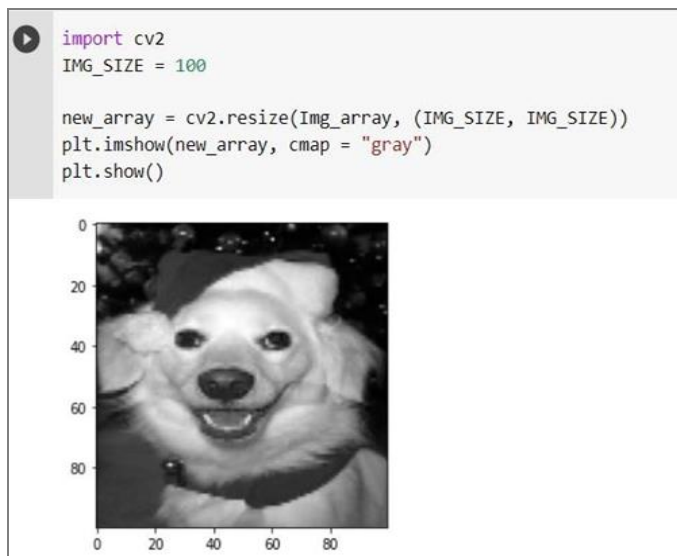 import cv2
IMG_SIZE = 100
new_array = cv2.resize(Img_array, (IMG_SIZE, IMG_SIZE))
plt.imshow(new_array, cmap = "gray")
plt.show()
0
20
40
60
80
0 20 40 60 80